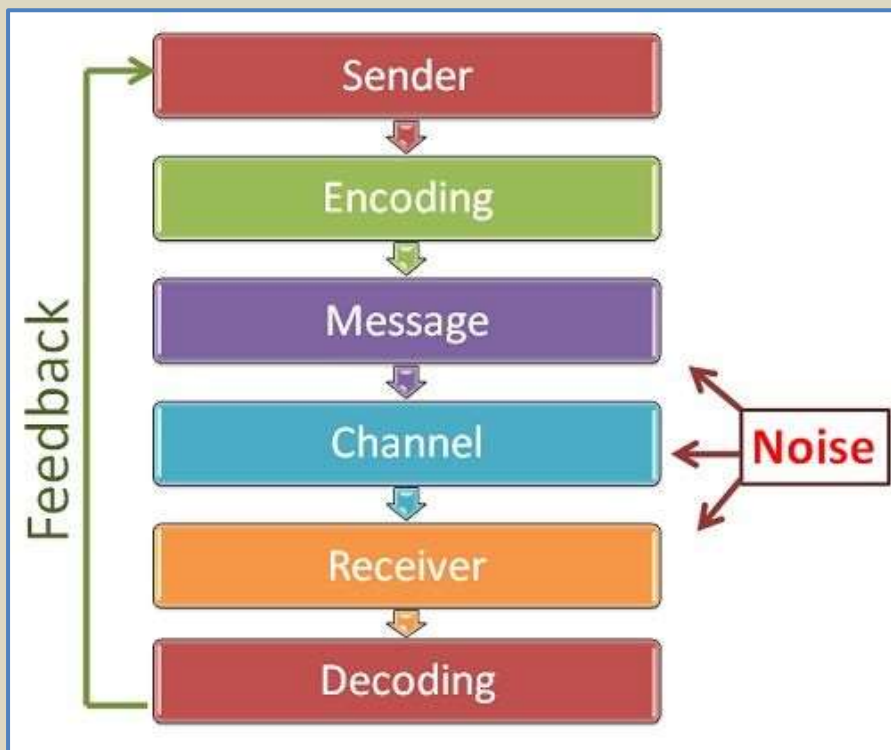 Sender
Encoding
Message
Channel
Receiver
Decoding
Feedback
Noise